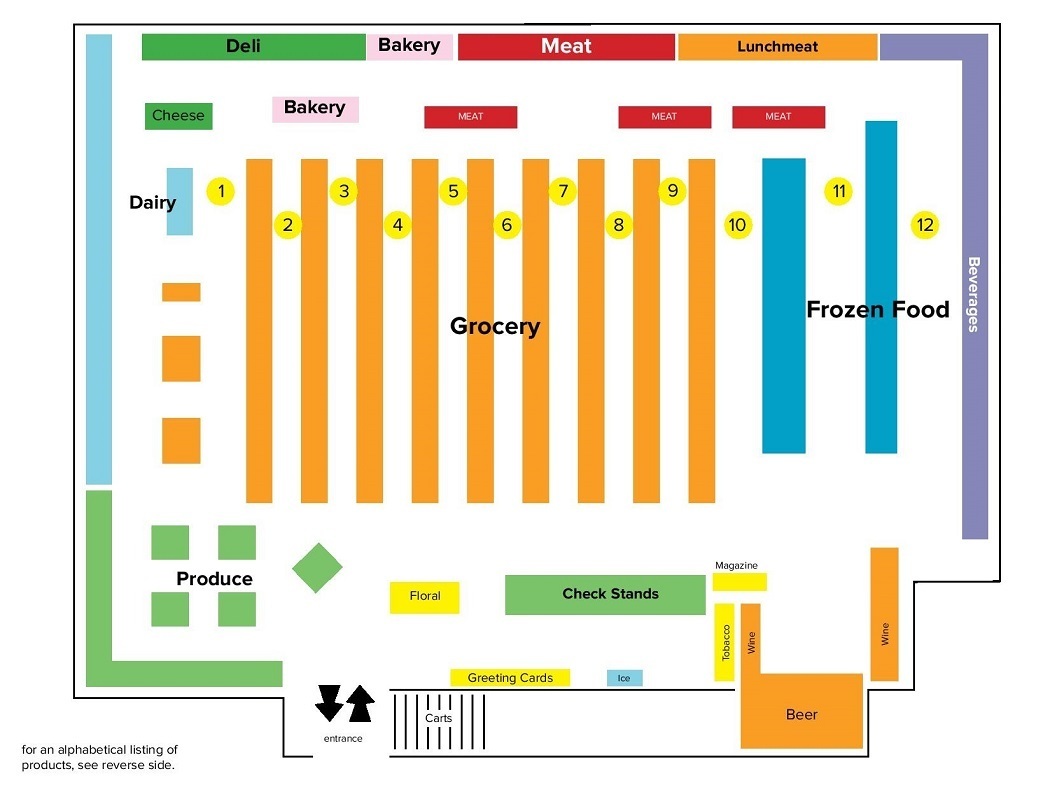 Deli
Bakery
Meat
Lunchmeat
Cheese
Bakery
MEAT
MEAT
MEAT
Dairy
1
3
5
7
9
11
2
4
6
8
10
12
Beverages
Frozen Food
Grocery
Magazine
Produce
Floral
Check Stands
Tobacco
Wine
Wine
Greeting Cards
Ice
Carts
Beer
entrance
for an alphabetical listing of
products, see reverse side.